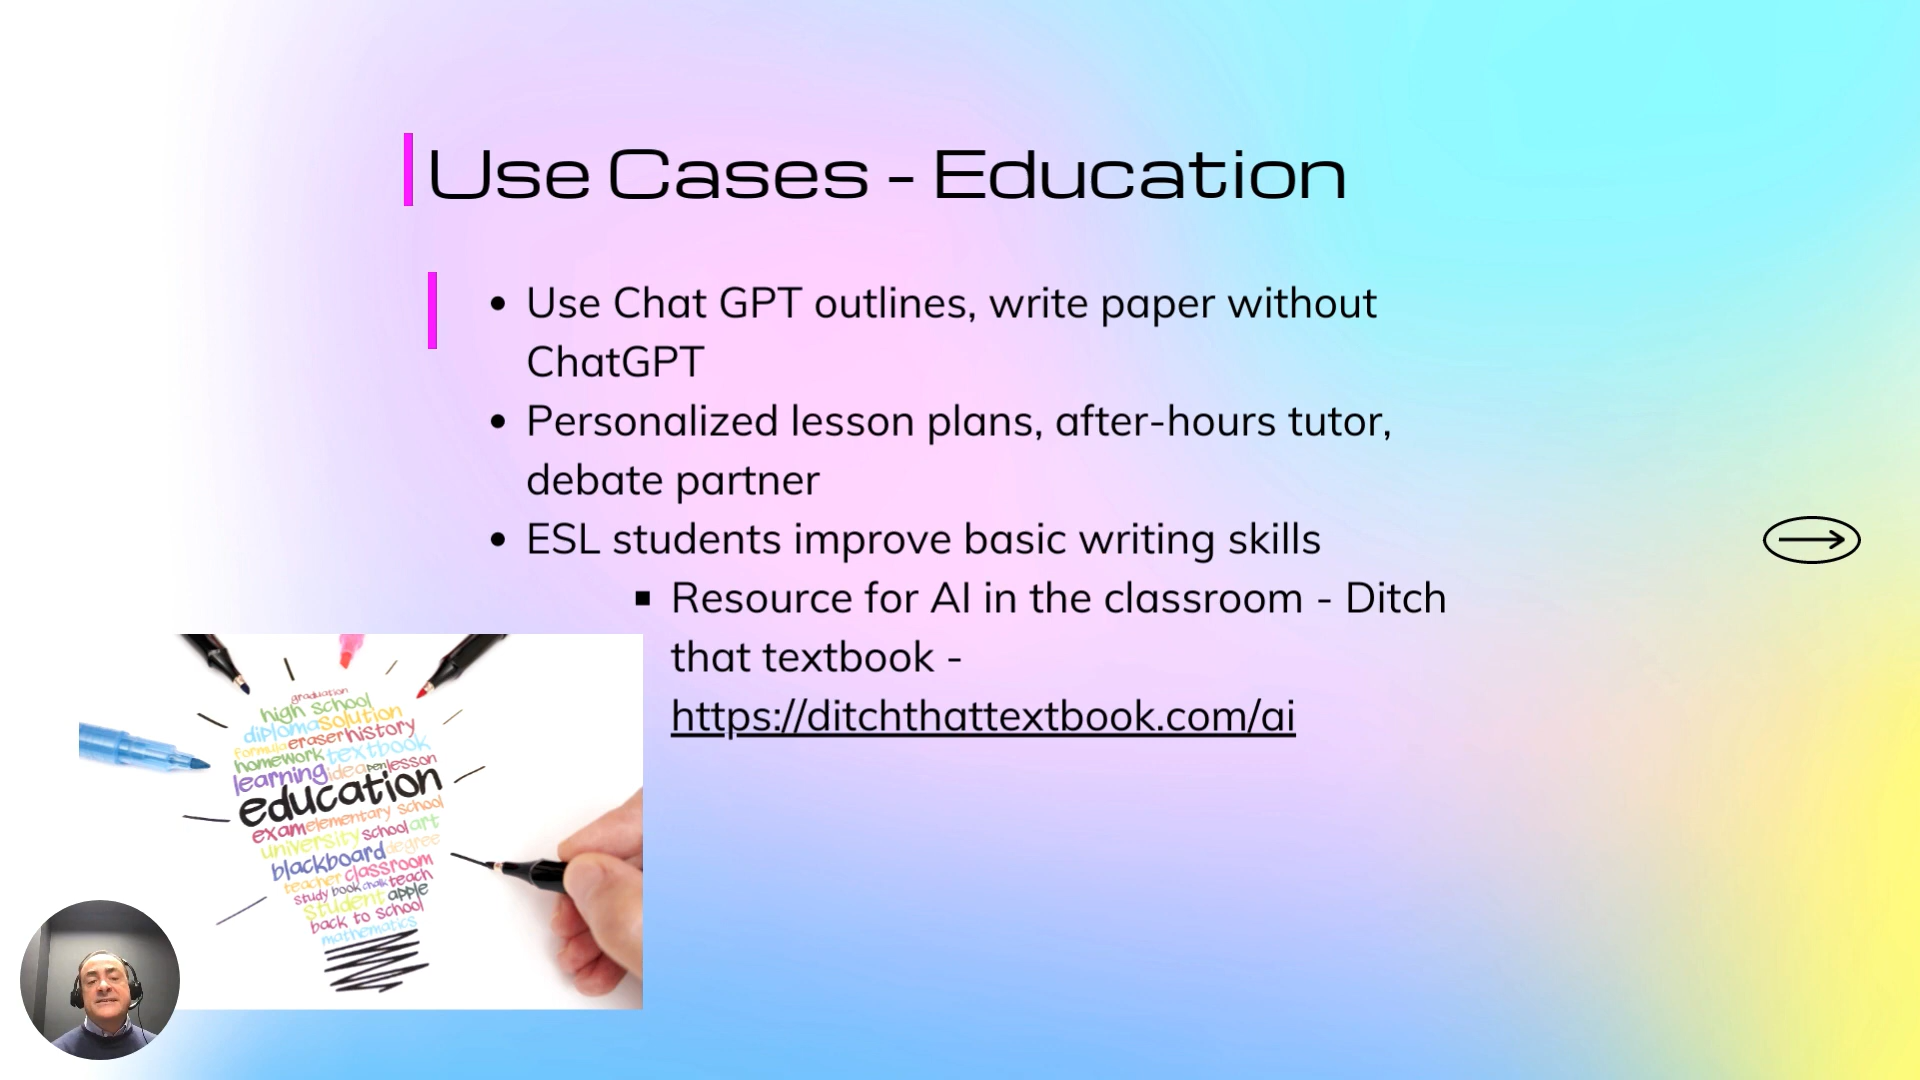 Use Cases - Education
• Use Chat GPT outlines, write paper without
ChatGPT
• Personalized lesson plans, after-hours tutor,
debate partner
• ESL students improve basic writing skills
▪ Resource for AI in the classroom - Ditch
that textbook -
https://ditchthattextbook.com/ai
graduation
high school
diploma solution
formula eraser history
homework textbook
learning idea pen lesson
education
exam elementary school
university school art
blackboard degree
teacher classroom
study book chalk teach
student apple
back to school
mathematics